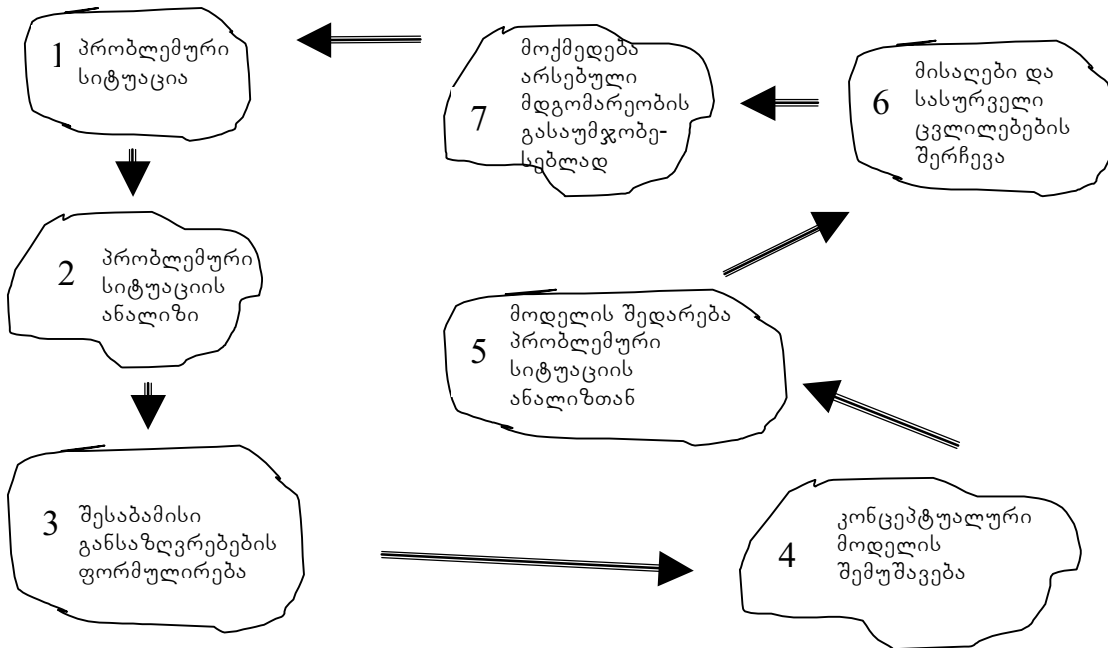 1 პრობლემური
სიტუაცია
2 პრობლემური
სიტუაციის
ანალიზი
3 შესაბამისი
განსაზღვრებების
ფორმულირება
4 კონცეპტუალური
მოდელის
შემუშავება
5 მოდელის შედარება
პრობლემური
სიტუაციის
ანალიზთან
6 მისაღები და
სასურველი
ცვლილებების
შერჩევა
7 მოქმედება
არსებული
მდგომარეობის
გასაუმჯობე-
სებლად